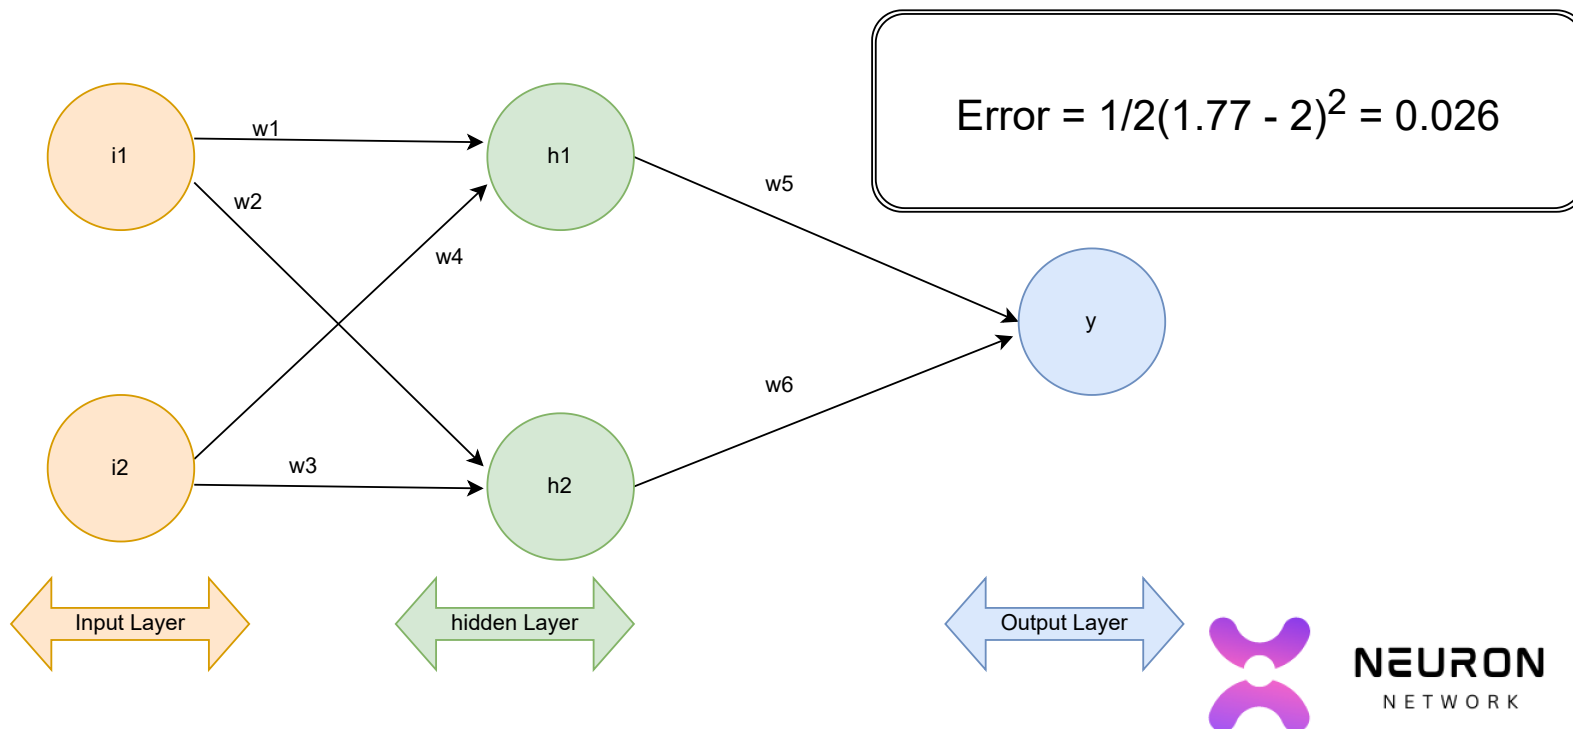 Error = 1/2(1.77 - 2)² = 0.026
i1
w1
h1
w2
w5
w4
y
w6
i2
w3
h2
Input Layer
hidden Layer
Output Layer
NEURON
NETWORK